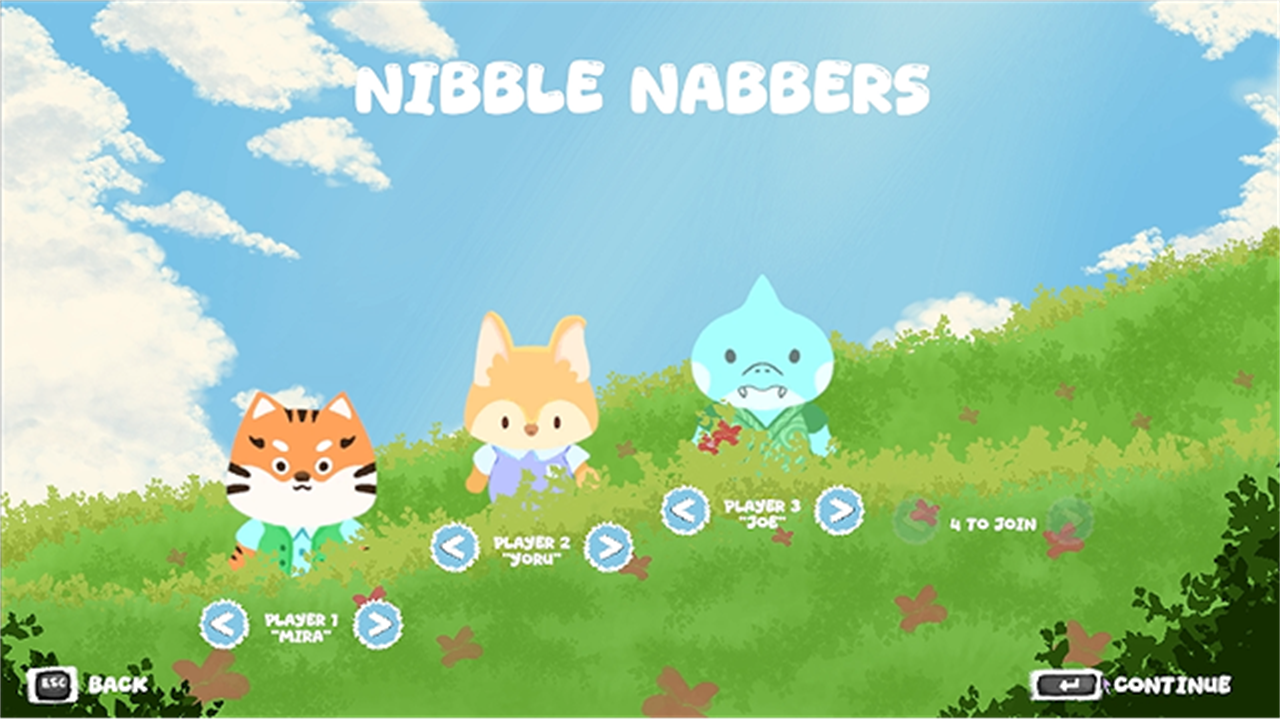 NIBBLE NABBERS
PLAYER 1
"MIRA"
PLAYER 2
"YORU"
PLAYER 3
"JOE"
4 TO JOIN
ESC BACK
CONTINUE